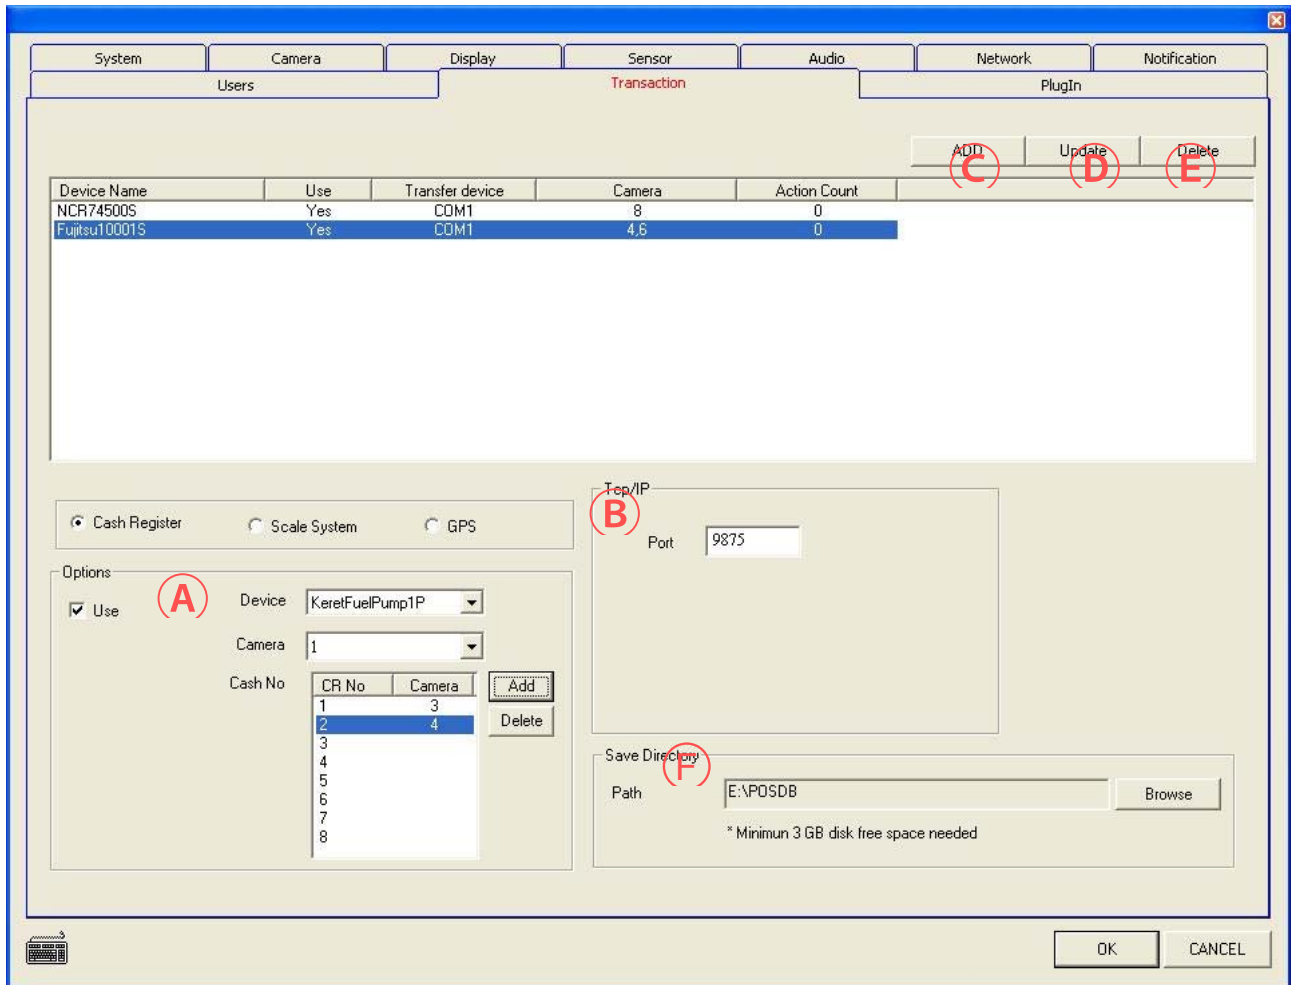 System Camera Display Sensor Audio Network Notification
Users Transaction PlugIn
ADD Update Delete
C D E
Device Name Use Transfer device Camera Action Count
NCR74500S Yes COM1 8 0
Fujitsu10001S Yes COM1 4,6 0
Cash Register Scale System GPS
Tcp/IP
B
Port 9875
Options
A
Use
Device KeretFuelPump1P
Camera 1
Cash No CR No Camera Add
1 3
2 4 Delete
3
4
5
6
7
8
Save Directory
F
Path E:\POSDB Browse
* Minimun 3 GB disk free space needed
OK CANCEL